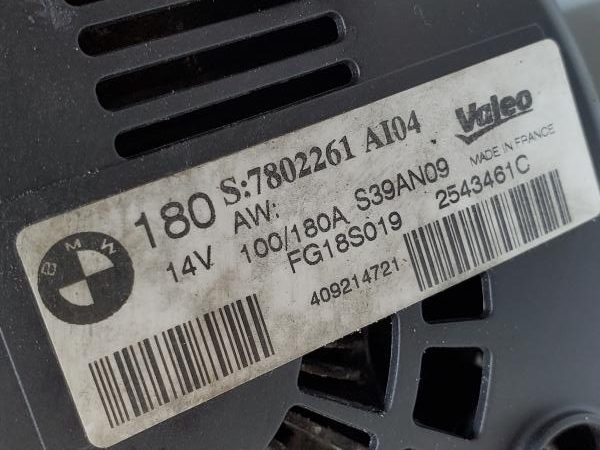 BMW
180 S:7802261 AI04 Valeo
AW: S39AN09 MADE IN FRANCE
14V 100/180A 2543461C
FG18S019
409214721